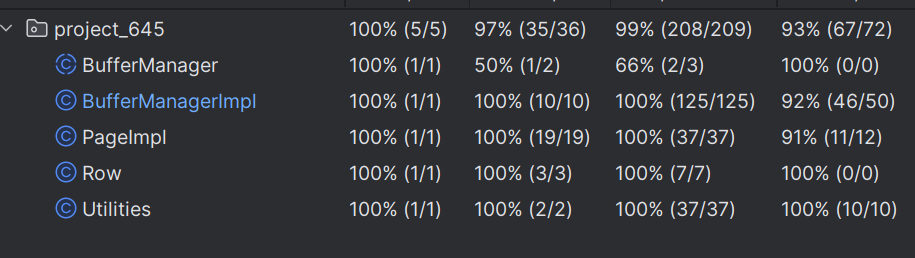 project_645 100% (5/5) 97% (35/36) 99% (208/209) 93% (67/72)
BufferManager 100% (1/1) 50% (1/2) 66% (2/3) 100% (0/0)
BufferManagerImpl 100% (1/1) 100% (10/10) 100% (125/125) 92% (46/50)
PageImpl 100% (1/1) 100% (19/19) 100% (37/37) 91% (11/12)
Row 100% (1/1) 100% (3/3) 100% (7/7) 100% (0/0)
Utilities 100% (1/1) 100% (2/2) 100% (37/37) 100% (10/10)